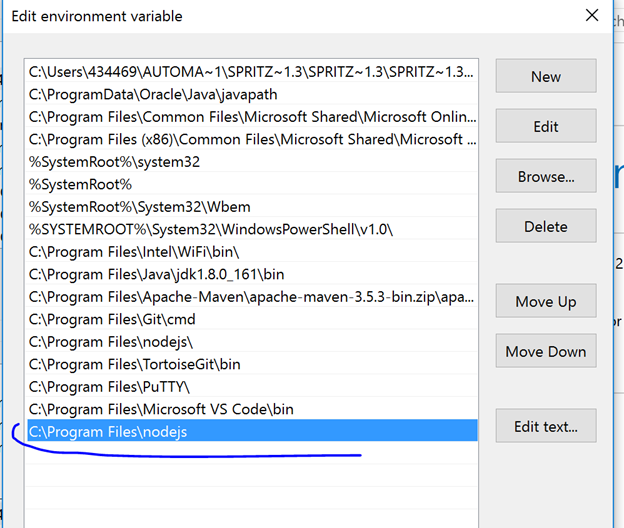 Edit environment variable
C:\Users\434469\AUTOMA~1\SPRITZ~1.3\SPRITZ~1.3\SPRITZ~1.3...
C:\ProgramData\Oracle\Java\javapath
C:\Program Files\Common Files\Microsoft Shared\Microsoft Onlin...
C:\Program Files (x86)\Common Files\Microsoft Shared\Microsoft ...
%SystemRoot%\system32
%SystemRoot%
%SystemRoot%\System32\Wbem
%SYSTEMROOT%\System32\WindowsPowerShell\v1.0\
C:\Program Files\Intel\WiFi\bin\
C:\Program Files\Java\jdk1.8.0_161\bin
C:\Program Files\Apache-Maven\apache-maven-3.5.3-bin.zip\apa...
C:\Program Files\Git\cmd
C:\Program Files\nodejs\
C:\Program Files\TortoiseGit\bin
C:\Program Files\PuTTY\
C:\Program Files\Microsoft VS Code\bin
C:\Program Files\nodejs
New
Edit
Browse...
Delete
Move Up
Move Down
Edit text...